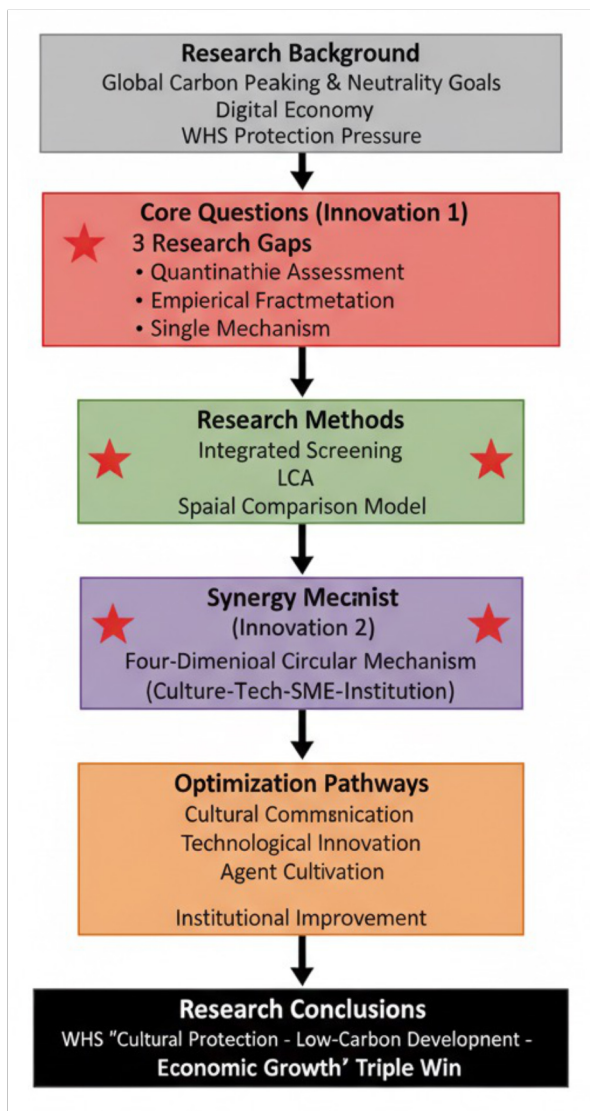 Research Background
Global Carbon Peaking & Neutrality Goals
Digital Economy
WHS Protection Pressure
Core Questions (Innovation 1)
3 Research Gaps
• Quantinathie Assessment
• Empierical Fractmetation
• Single Mechanism
Research Methods
Integrated Screening
LCA
Spaial Comparison Model
Synergy Mecinist
(Innovation 2)
Four-Dimenioal Circular Mechanism
(Culture-Tech-SME-Institution)
Optimization Pathways
Cultural Commsnication
Technological Innovation
Agent Cultivation
Institutional Improvement
Research Conclusions
WHS "Cultural Protection - Low-Carbon Development -
Economic Growth' Triple Win